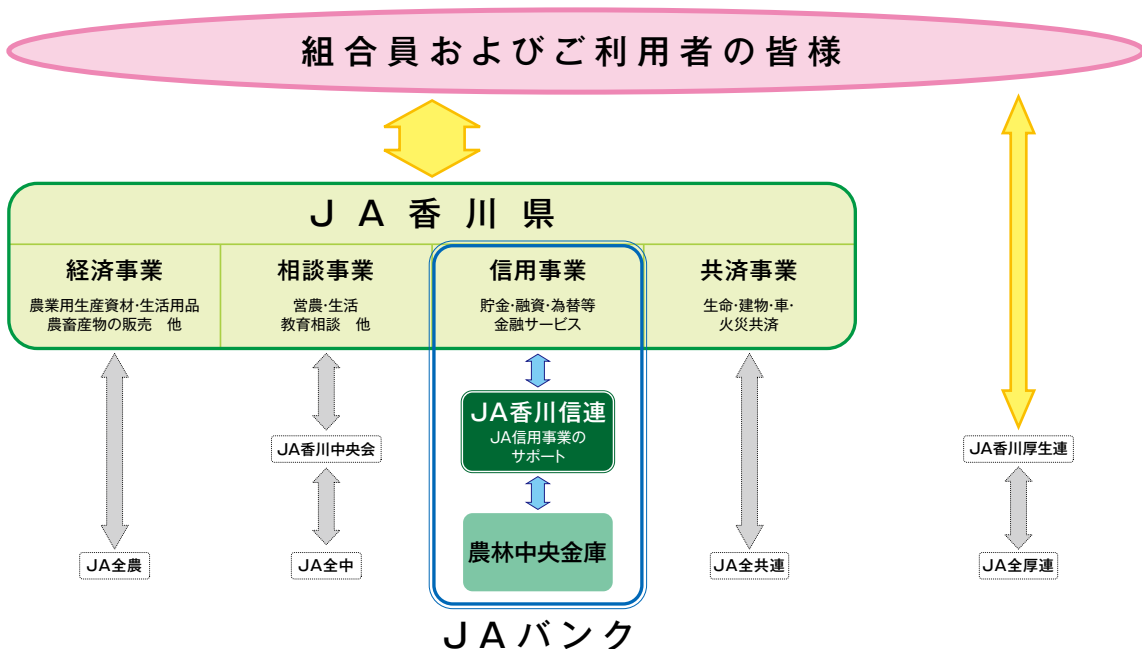 組合員およびご利用者の皆様
JA香川県
経済事業
農業用生産資材・生活用品
農畜産物の販売　他
相談事業
営農・生活
教育相談　他
信用事業
貯金・融資・為替等
金融サービス
共済事業
生命・建物・車・
火災共済
JA香川信連
JA信用事業の
サポート
JA香川中央会
JA香川厚生連
農林中央金庫
JA全農
JA全中
JA全共連
JA全厚連
JAバンク